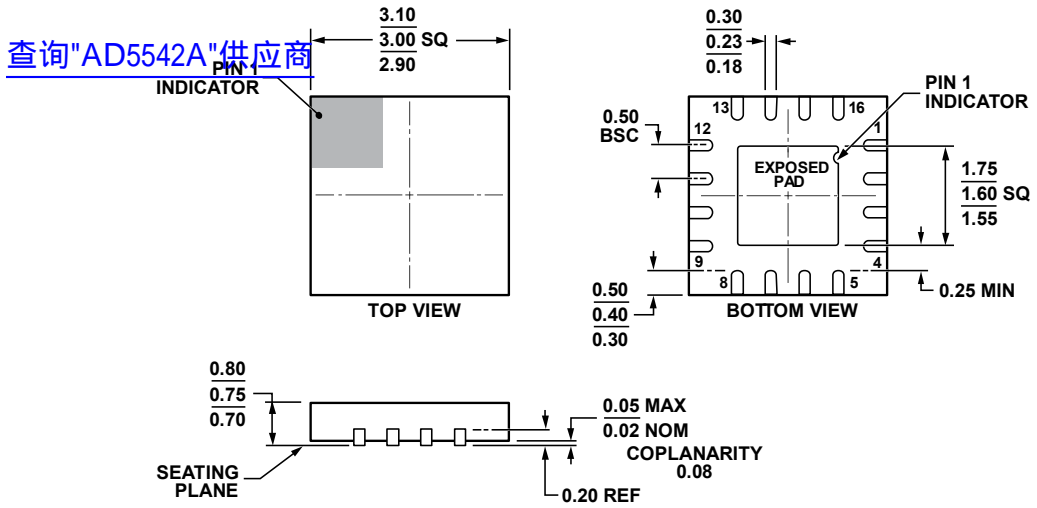 查询"AD5542A"供应商
3.10
3.00 SQ
2.90
PIN 1
INDICATOR
TOP VIEW
0.30
0.23
0.18
PIN 1
INDICATOR
0.50
BSC
13
16
12
1
EXPOSED
PAD
1.75
1.60 SQ
1.55
9
4
8
5
0.25 MIN
0.50
0.40
0.30
BOTTOM VIEW
0.80
0.75
0.70
0.05 MAX
0.02 NOM
COPLANARITY
0.08
SEATING
PLANE
0.20 REF